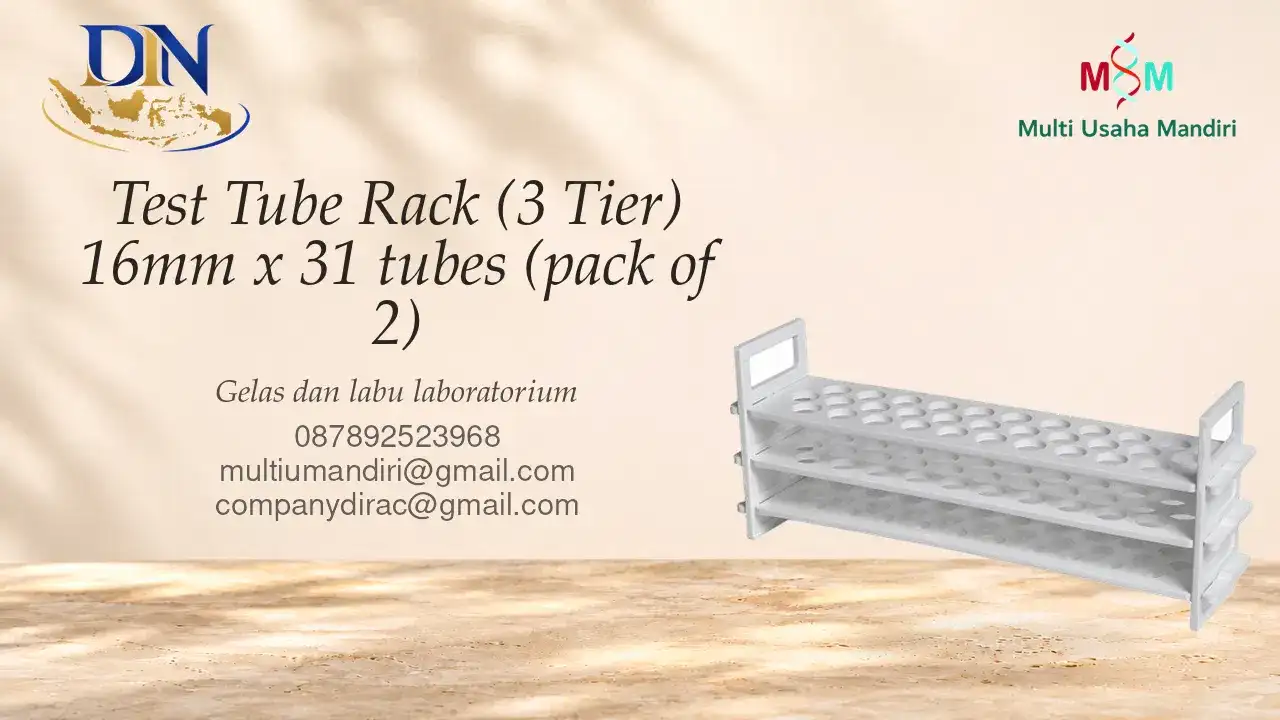 DN
M M
Multi Usaha Mandiri
Test Tube Rack (3 Tier)
16mm x 31 tubes (pack of
2)
Gelas dan labu laboratorium
087892523968
multiumandiri@gmail.com
companydirac@gmail.com